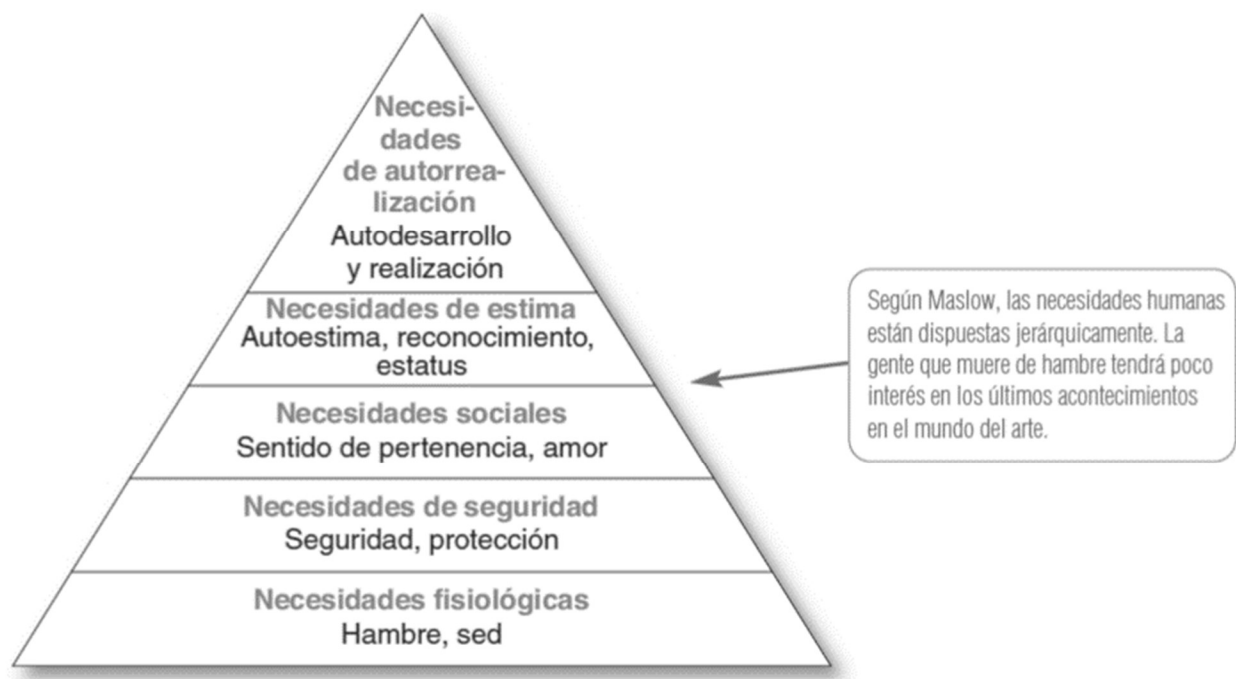 Necesi-
dades
de autorrea-
lización
Autodesarrollo
y realización
Necesidades de estima
Autoestima, reconocimiento,
estatus
Necesidades sociales
Sentido de pertenencia, amor
Necesidades de seguridad
Seguridad, protección
Necesidades fisiológicas
Hambre, sed
Según Maslow, las necesidades humanas
están dispuestas jerárquicamente. La
gente que muere de hambre tendrá poco
interés en los últimos acontecimientos
en el mundo del arte.